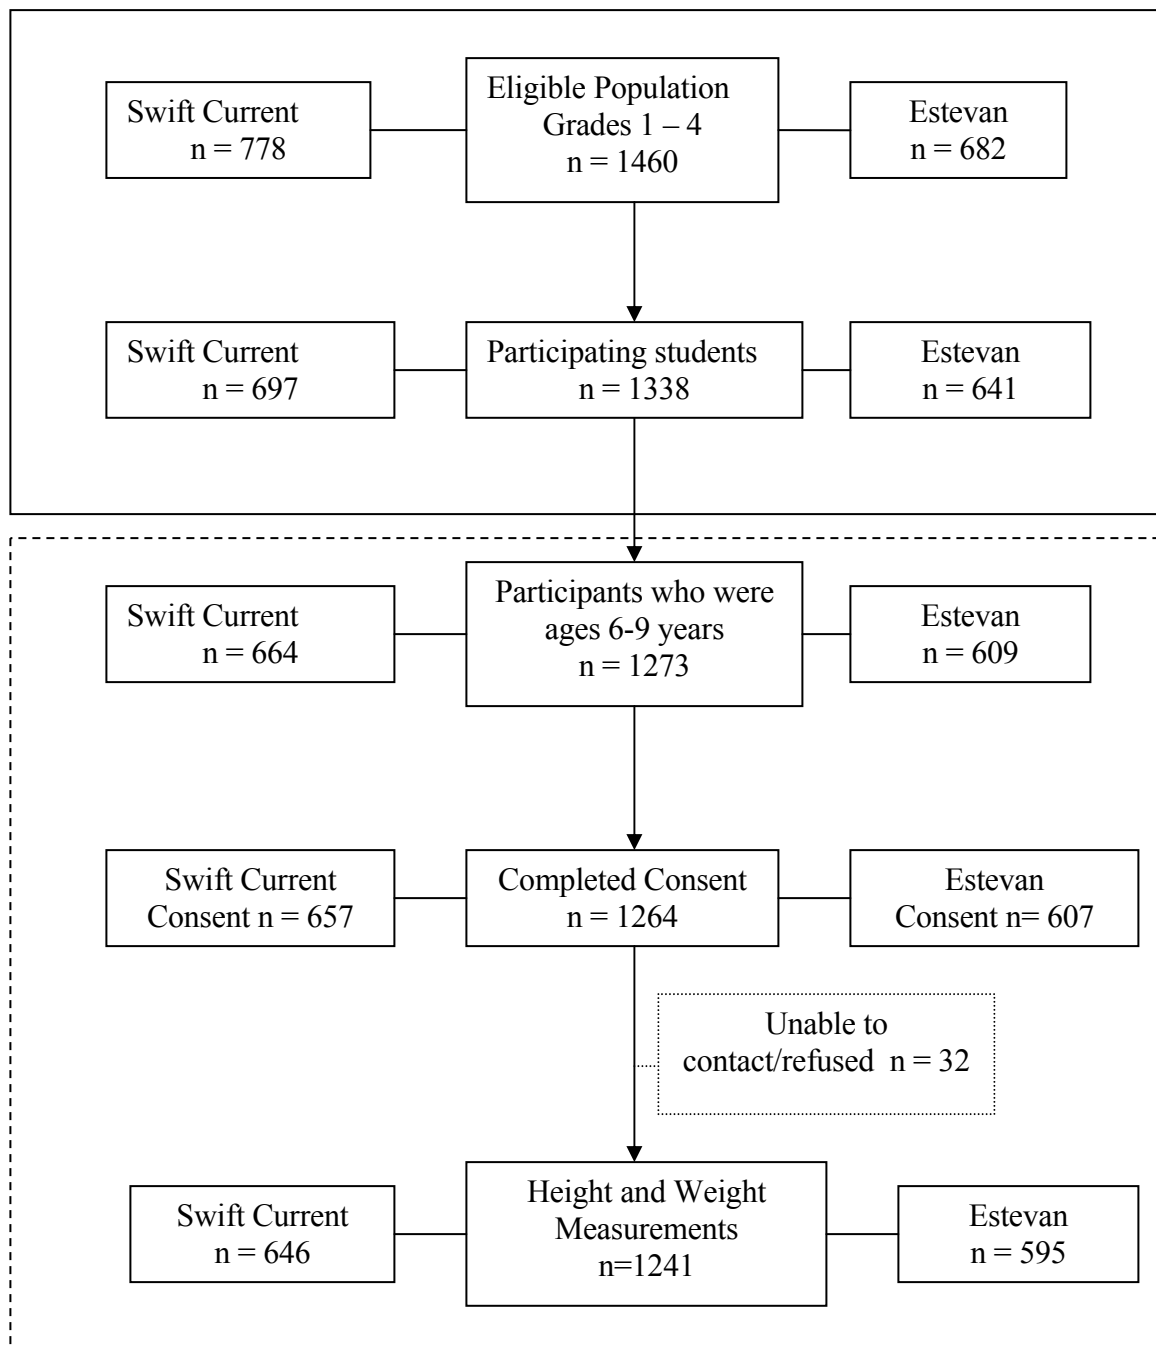 Swift Current
n = 778
Eligible Population
Grades 1 – 4
n = 1460
Estevan
n = 682
Swift Current
n = 697
Participating students
n = 1338
Estevan
n = 641
Swift Current
n = 664
Participants who were
ages 6-9 years
n = 1273
Estevan
n = 609
Swift Current
Consent n = 657
Completed Consent
n = 1264
Estevan
Consent n= 607
Unable to
contact/refused  n = 32
Swift Current
n = 646
Height and Weight
Measurements
n=1241
Estevan
n = 595